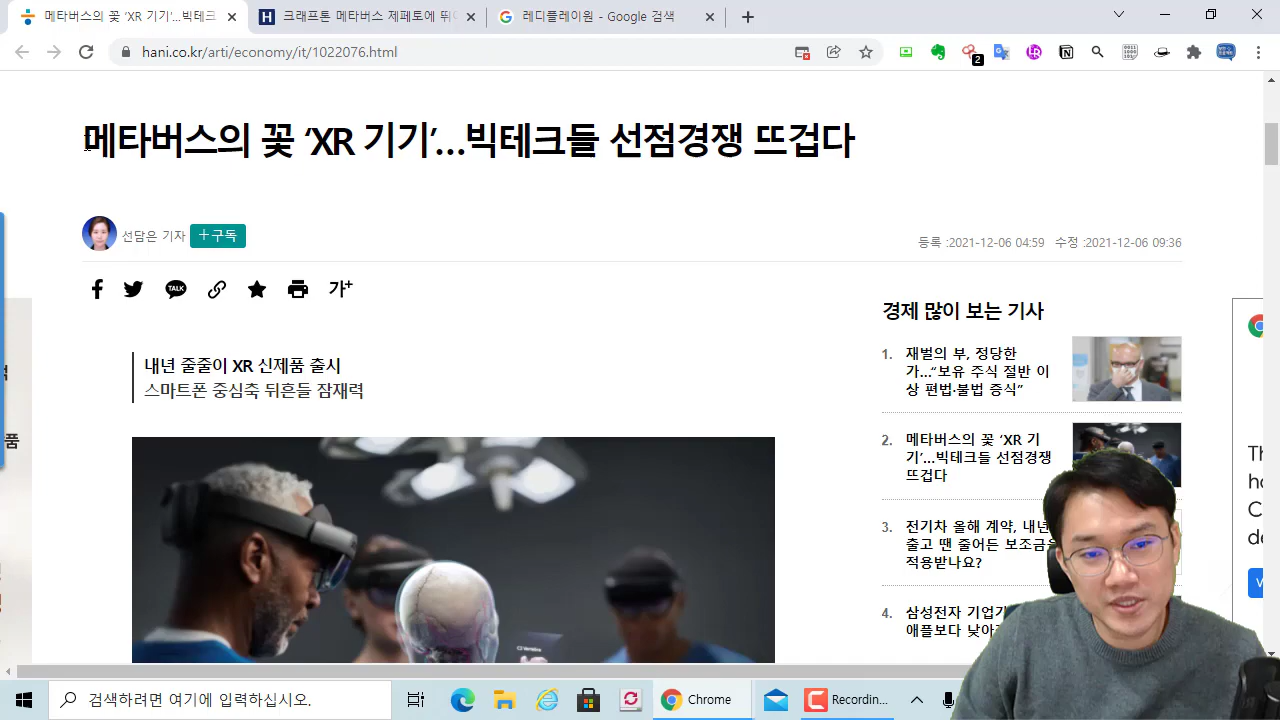 메타버스의 꽃 ‘XR 기기’…빅테크
크래프톤 메타버스 제페토에 뛰
레디플레이원 - Google 검색
hani.co.kr/arti/economy/it/1022076.html
2
메타버스의 꽃 ‘XR 기기’…빅테크들 선점경쟁 뜨겁다
선담은 기자
+구독
등록 :2021-12-06 04:59
수정 :2021-12-06 09:36
TALK
가+
내년 줄줄이 XR 신제품 출시
스마트폰 중심축 뒤흔들 잠재력
경제 많이 보는 기사
1. 재벌의 부, 정당한
가…“보유 주식 절반 이
상 편법·불법 증식”
2. 메타버스의 꽃 ‘XR 기
기’…빅테크들 선점경쟁
뜨겁다
3. 전기차 올해 계약, 내년
출고 땐 줄어든 보조금을
적용받나요?
4. 삼성전자 기업가
애플보다 낮아
품
검색하려면 여기에 입력하십시오.
Chrome
Recordin...